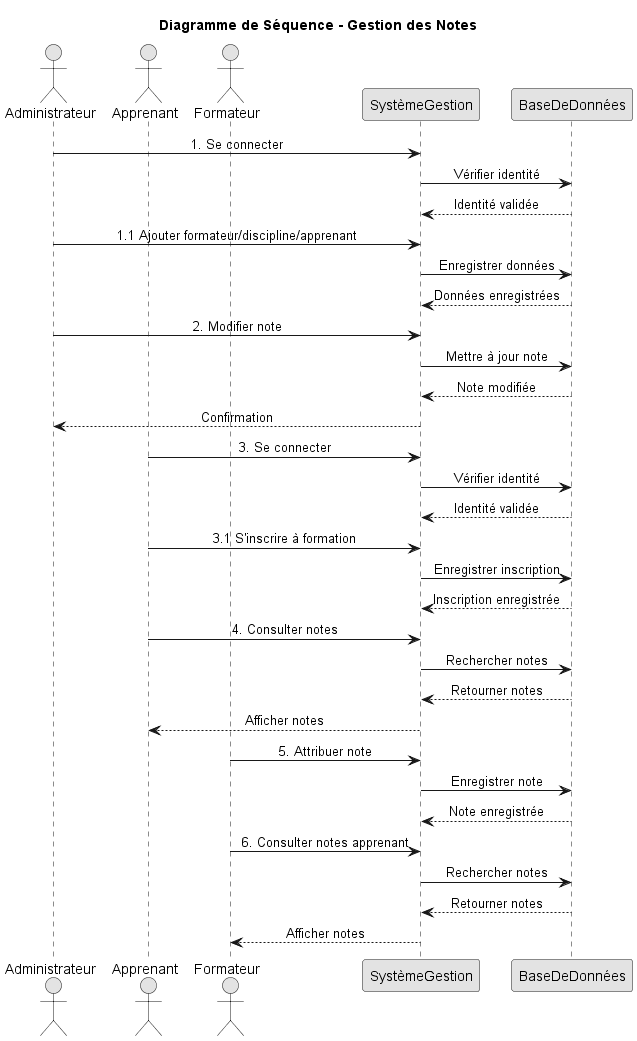 Diagramme de Séquence - Gestion des Notes
Administrateur Apprenant Formateur SystèmeGestion BaseDeDonnées
1. Se connecter
Vérifier identité
Identité validée
1.1 Ajouter formateur/discipline/apprenant
Enregistrer données
Données enregistrées
2. Modifier note
Mettre à jour note
Note modifiée
Confirmation
3. Se connecter
Vérifier identité
Identité validée
3.1 S'inscrire à formation
Enregistrer inscription
Inscription enregistrée
4. Consulter notes
Rechercher notes
Retourner notes
Afficher notes
5. Attribuer note
Enregistrer note
Note enregistrée
6. Consulter notes apprenant
Rechercher notes
Retourner notes
Afficher notes
Administrateur Apprenant Formateur SystèmeGestion BaseDeDonnées